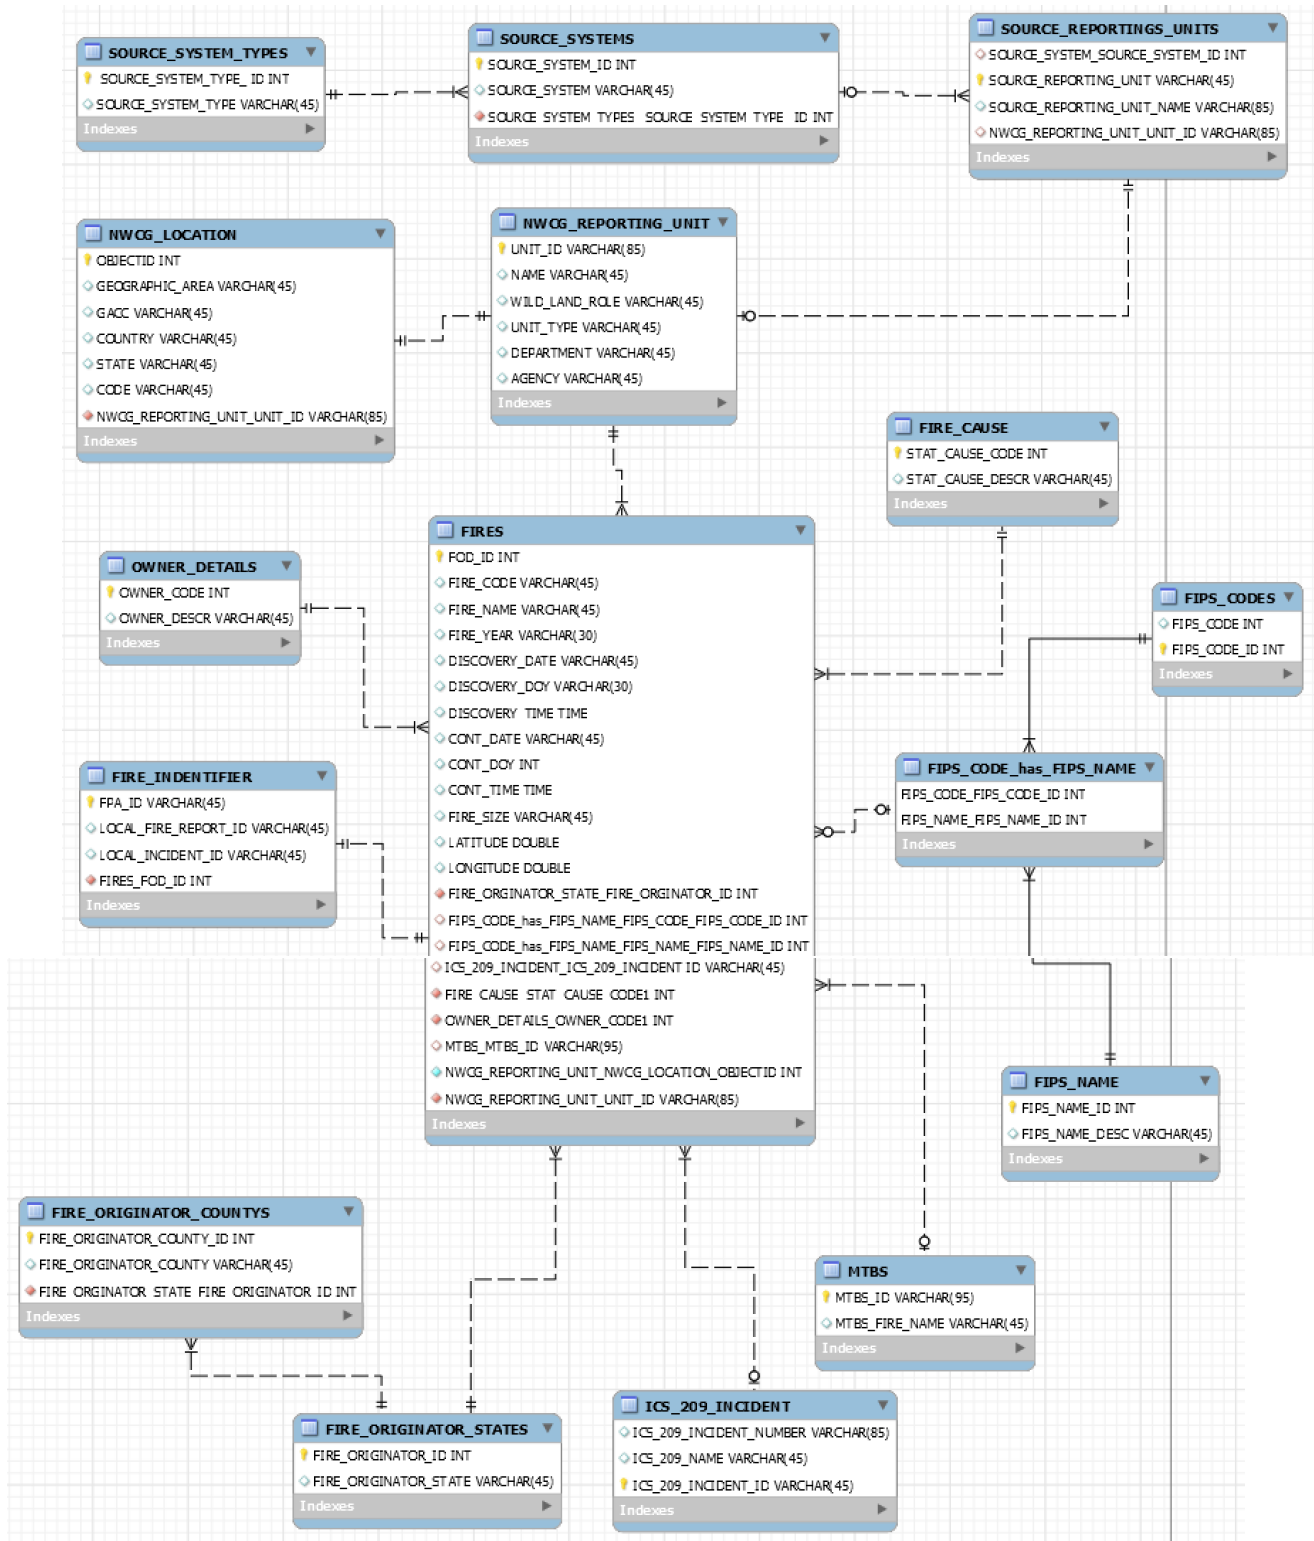 SOURCE_SYSTEM_TYPES
SOURCE_SYSTEM_TYPE_ID INT
SOURCE_SYSTEM_TYPE VARCHAR(45)
Indexes
SOURCE_SYSTEMS
SOURCE_SYSTEM_ID INT
SOURCE_SYSTEM VARCHAR(45)
SOURCE_SYSTEM_TYPES_SOURCE_SYSTEM_TYPE_ID INT
Indexes
SOURCE_REPORTINGS_UNITS
SOURCE_SYSTEM_SOURCE_SYSTEM_ID INT
SOURCE_REPORTING_UNIT VARCHAR(45)
SOURCE_REPORTING_UNIT_NAME VARCHAR(85)
NWCG_REPORTING_UNIT_UNIT_ID VARCHAR(85)
Indexes
NWCG_LOCATION
OBJECTID INT
GEOGRAPHIC_AREA VARCHAR(45)
GACC VARCHAR(45)
COUNTRY VARCHAR(45)
STATE VARCHAR(45)
CODE VARCHAR(45)
NWCG_REPORTING_UNIT_UNIT_ID VARCHAR(85)
Indexes
NWCG_REPORTING_UNIT
UNIT_ID VARCHAR(85)
NAME VARCHAR(45)
WILD_LAND_ROLE VARCHAR(45)
UNIT_TYPE VARCHAR(45)
DEPARTMENT VARCHAR(45)
AGENCY VARCHAR(45)
Indexes
FIRE_CAUSE
STAT_CAUSE_CODE INT
STAT_CAUSE_DESCR VARCHAR(45)
Indexes
OWNER_DETAILS
OWNER_CODE INT
OWNER_DESCR VARCHAR(45)
Indexes
FIRES
FOD_ID INT
FIRE_CODE VARCHAR(45)
FIRE_NAME VARCHAR(45)
FIRE_YEAR VARCHAR(30)
DISCOVERY_DATE VARCHAR(45)
DISCOVERY_DOY VARCHAR(30)
DISCOVERY_TIME TIME
CONT_DATE VARCHAR(45)
CONT_DOY INT
CONT_TIME TIME
FIRE_SIZE VARCHAR(45)
LATITUDE DOUBLE
LONGITUDE DOUBLE
FIRE_ORGINATOR_STATE_FIRE_ORGINATOR_ID INT
FIPS_CODE_has_FIPS_NAME_FIPS_CODE_FIPS_CODE_ID INT
FIPS_CODE_has_FIPS_NAME_FIPS_NAME_FIPS_NAME_ID INT
ICS_209_INCIDENT_ICS_209_INCIDENT ID VARCHAR(45)
FIRE_CAUSE_STAT_CAUSE_CODE1 INT
OWNER_DETAILS_OWNER_CODE1 INT
MTBS_MTBS_ID VARCHAR(95)
NWCG_REPORTING_UNIT_NWCG_LOCATION_OBJECTID INT
NWCG_REPORTING_UNIT_UNIT_ID VARCHAR(85)
Indexes
FIPS_CODES
FIPS_CODE INT
FIPS_CODE_ID INT
Indexes
FIRE_INDENTIFIER
FPA_ID VARCHAR(45)
LOCAL_FIRE_REPORT_ID VARCHAR(45)
LOCAL_INCIDENT_ID VARCHAR(45)
FIRES_FOD_ID INT
Indexes
FIPS_CODE_has_FIPS_NAME
FIPS_CODE_FIPS_CODE_ID INT
FIPS_NAME_FIPS_NAME_ID INT
Indexes
FIPS_NAME
FIPS_NAME_ID INT
FIPS_NAME_DESC VARCHAR(45)
Indexes
FIRE_ORIGINATOR_COUNTYS
FIRE_ORIGINATOR_COUNTY_ID INT
FIRE_ORIGINATOR_COUNTY VARCHAR(45)
FIRE_ORGINATOR_STATE_FIRE_ORIGINATOR_ID INT
Indexes
MTBS
MTBS_ID VARCHAR(95)
MTBS_FIRE_NAME VARCHAR(45)
Indexes
FIRE_ORIGINATOR_STATES
FIRE_ORIGINATOR_ID INT
FIRE_ORIGINATOR_STATE VARCHAR(45)
Indexes
ICS_209_INCIDENT
ICS_209_INCIDENT_NUMBER VARCHAR(85)
ICS_209_NAME VARCHAR(45)
ICS_209_INCIDENT_ID VARCHAR(45)
Indexes